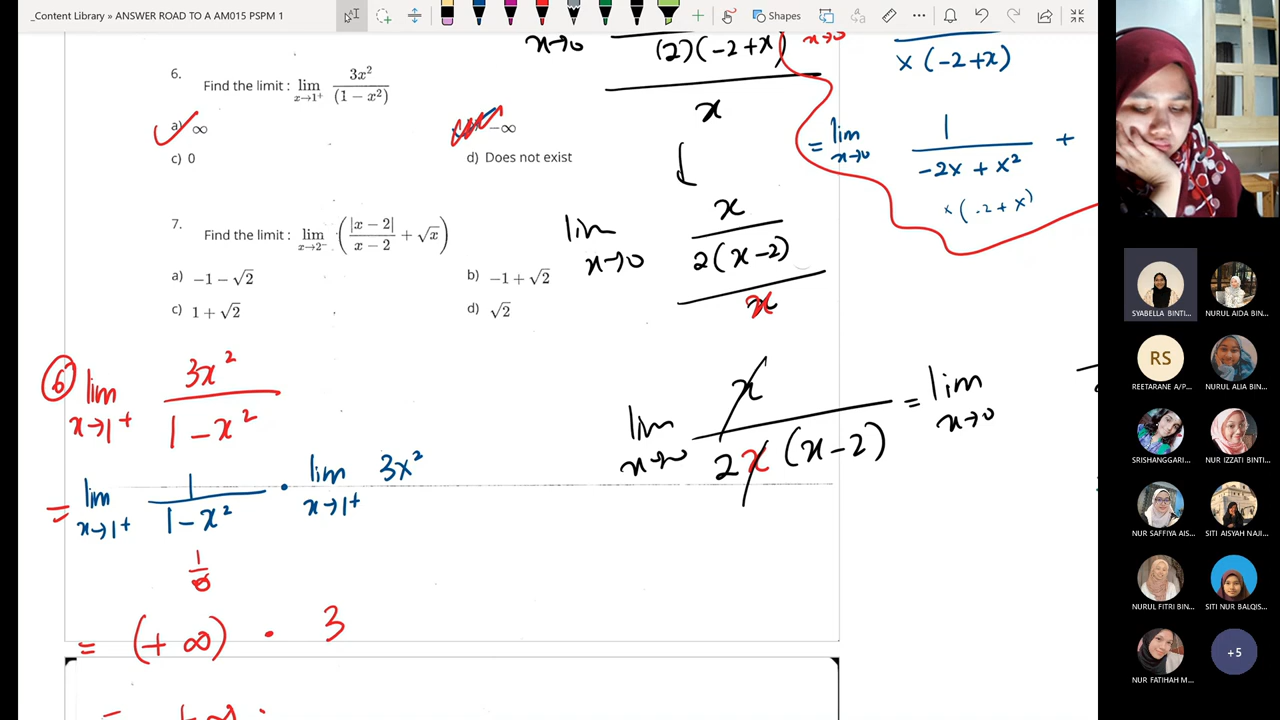 _Content Library » ANSWER ROAD TO A AM015 PSPM 1
Shapes
6.
Find the limit : lim x→1⁺ 3x² / (1 − x²)
a) ∞
−∞
c) 0
d) Does not exist
7.
Find the limit : lim x→2⁻ ( |x − 2| / x − 2 + √x )
a) −1 − √2
b) −1 + √2
c) 1 + √2
d) √2
⑥ lim x→1⁺ 3x² / 1 − x²
= lim x→1⁺ 1 / 1 − x² · lim x→1⁺ 3x²
1/0
= (+ ∞) · 3
x→0 (2)(−2+x)
x
lim x→0 x / 2(x−2)
x
lim x→0 x / 2x (x−2) = lim x→0
x→0
x (−2+x)
= lim x→0 1 / −2x + x² +
x (−2 + x)
SYABELLA BINTI...
NURUL AIDA BIN...
RS
REETARANE A/P...
NURUL ALIA BIN...
SRISHANGGARI...
NUR IZZATI BINTI...
NUR SAFFIYA AIS...
SITI AISYAH NAJI...
NURUL FITRI BIN...
SITI NUR BALQIS...
NUR FATIHAH M...
+5